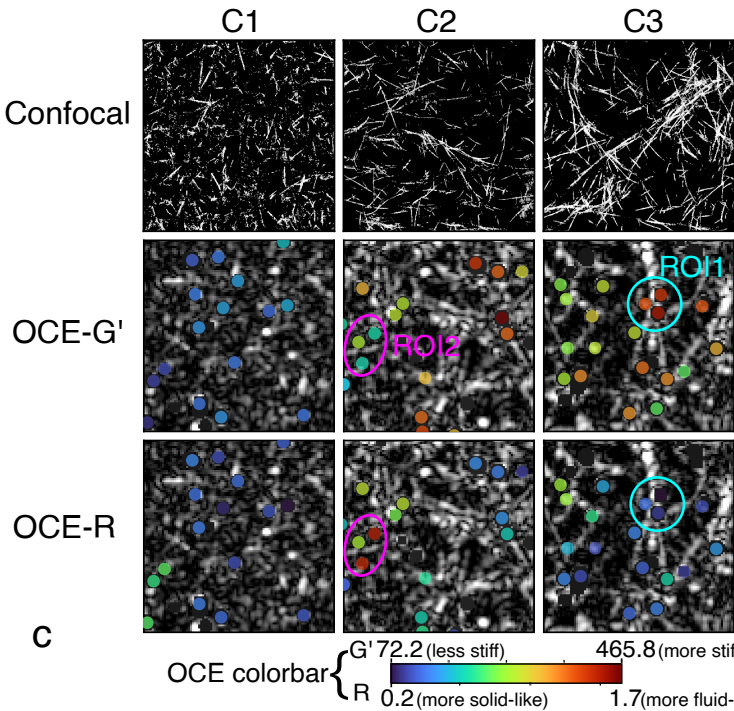 C1 C2 C3
Confocal
OCE-G'
ROI1
ROI2
OCE-R
c
G' 72.2 (less stiff) 465.8 (more stif
OCE colorbar {
R 0.2 (more solid-like) 1.7 (more fluid-